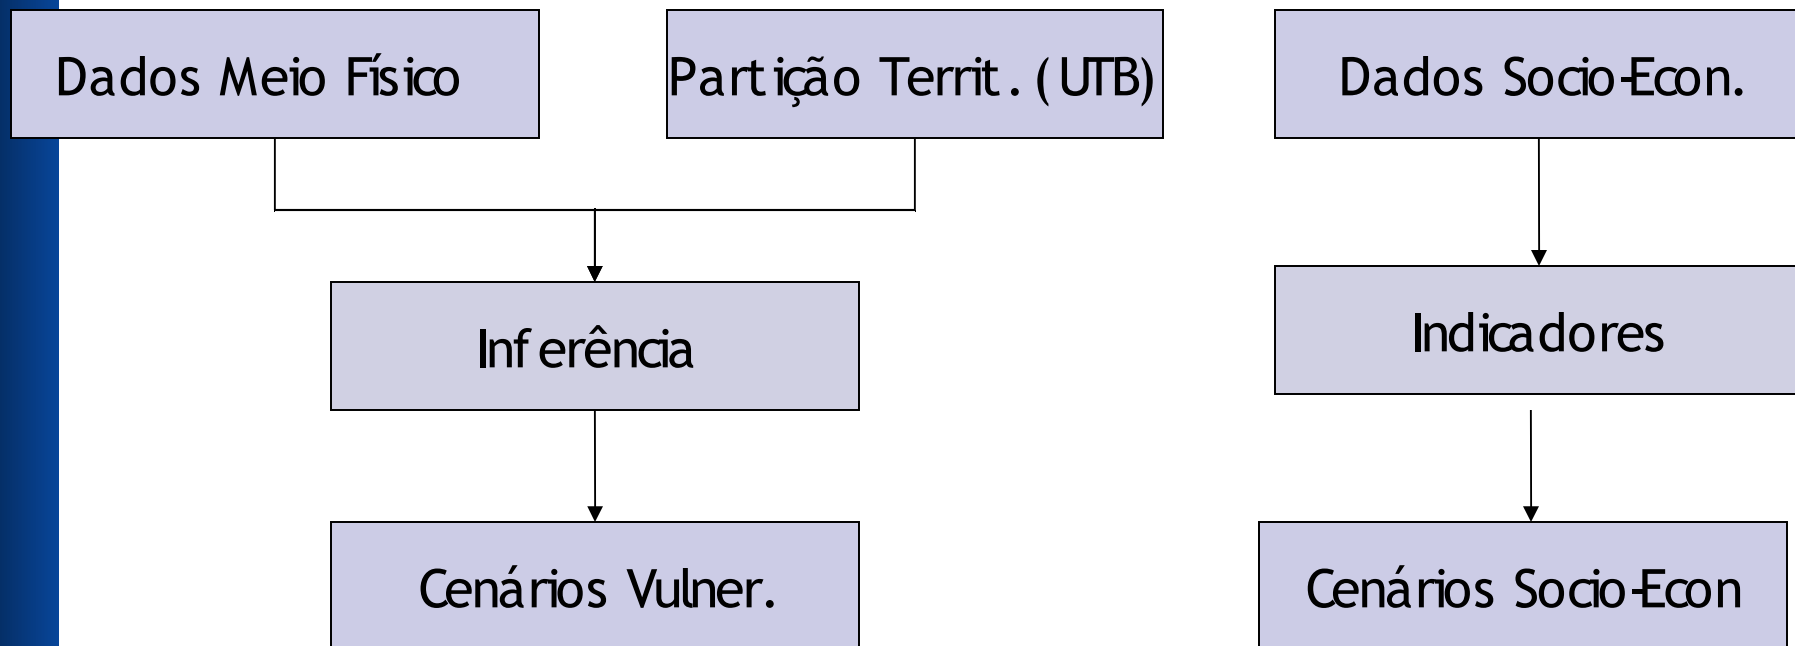 Dados Meio Físico
Partição Territ. (UTB)
Dados Socio-Econ.
Inferência
Indicadores
Cenários Vulner.
Cenários Socio-Econ